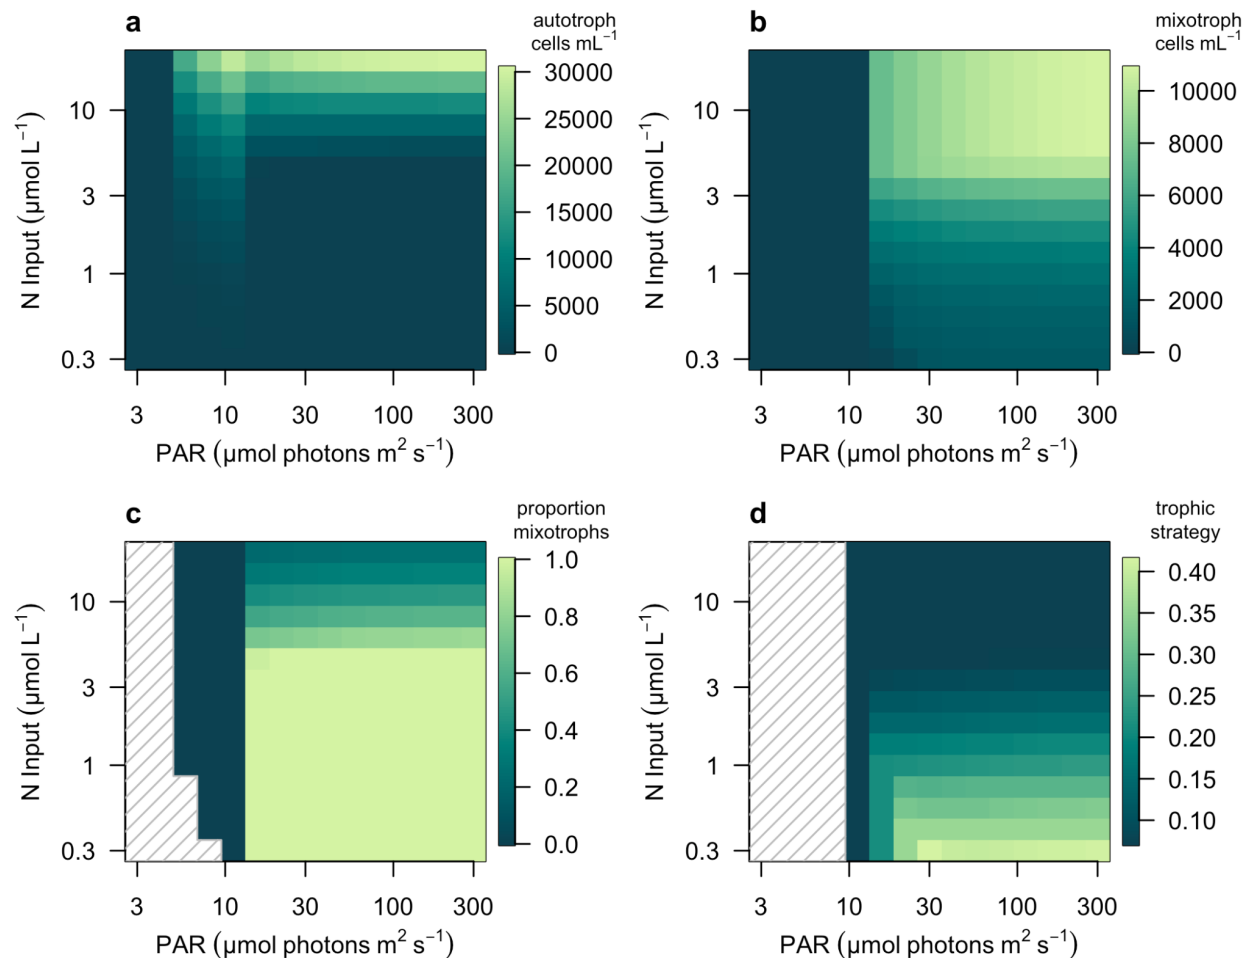 a
autotroph
cells mL⁻¹
N Input (µmol L⁻¹)
10
3
1
0.3
3 10 30 100 300
PAR (µmol photons m² s⁻¹)
30000
25000
20000
15000
10000
5000
0
b
mixotroph
cells mL⁻¹
N Input (µmol L⁻¹)
10
3
1
0.3
3 10 30 100 300
PAR (µmol photons m² s⁻¹)
10000
8000
6000
4000
2000
0
c
proportion
mixotrophs
N Input (µmol L⁻¹)
10
3
1
0.3
3 10 30 100 300
PAR (µmol photons m² s⁻¹)
1.0
0.8
0.6
0.4
0.2
0.0
d
trophic
strategy
N Input (µmol L⁻¹)
10
3
1
0.3
3 10 30 100 300
PAR (µmol photons m² s⁻¹)
0.40
0.35
0.30
0.25
0.20
0.15
0.10